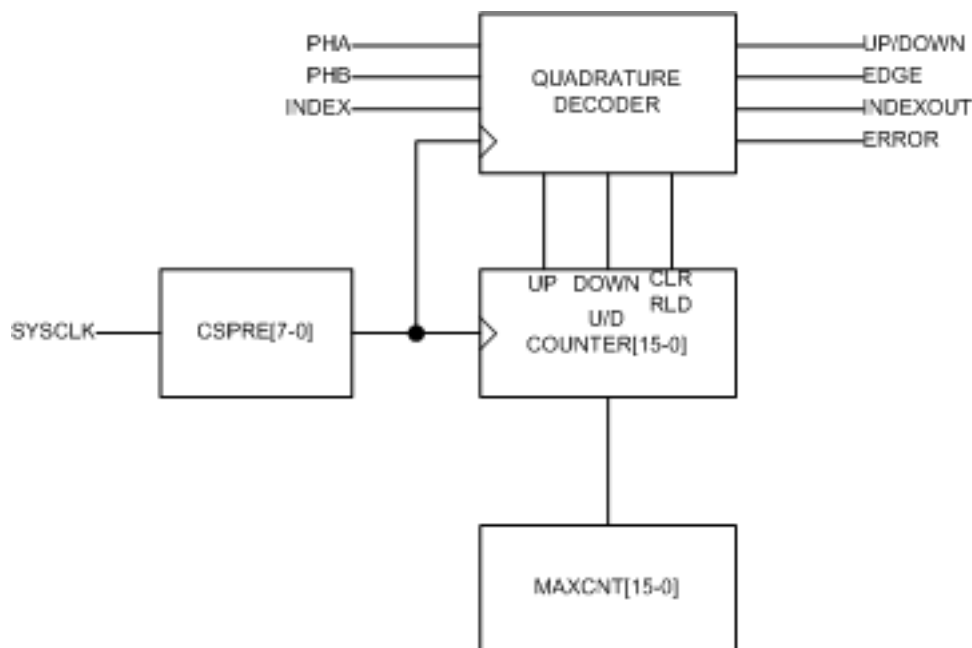 PHA
PHB
INDEX
QUADRATURE
DECODER
UP/DOWN
EDGE
INDEXOUT
ERROR
SYSCLK
CSPRE[7-0]
UP DOWN CLR
RLD
U/D
COUNTER[15-0]
MAXCNT[15-0]